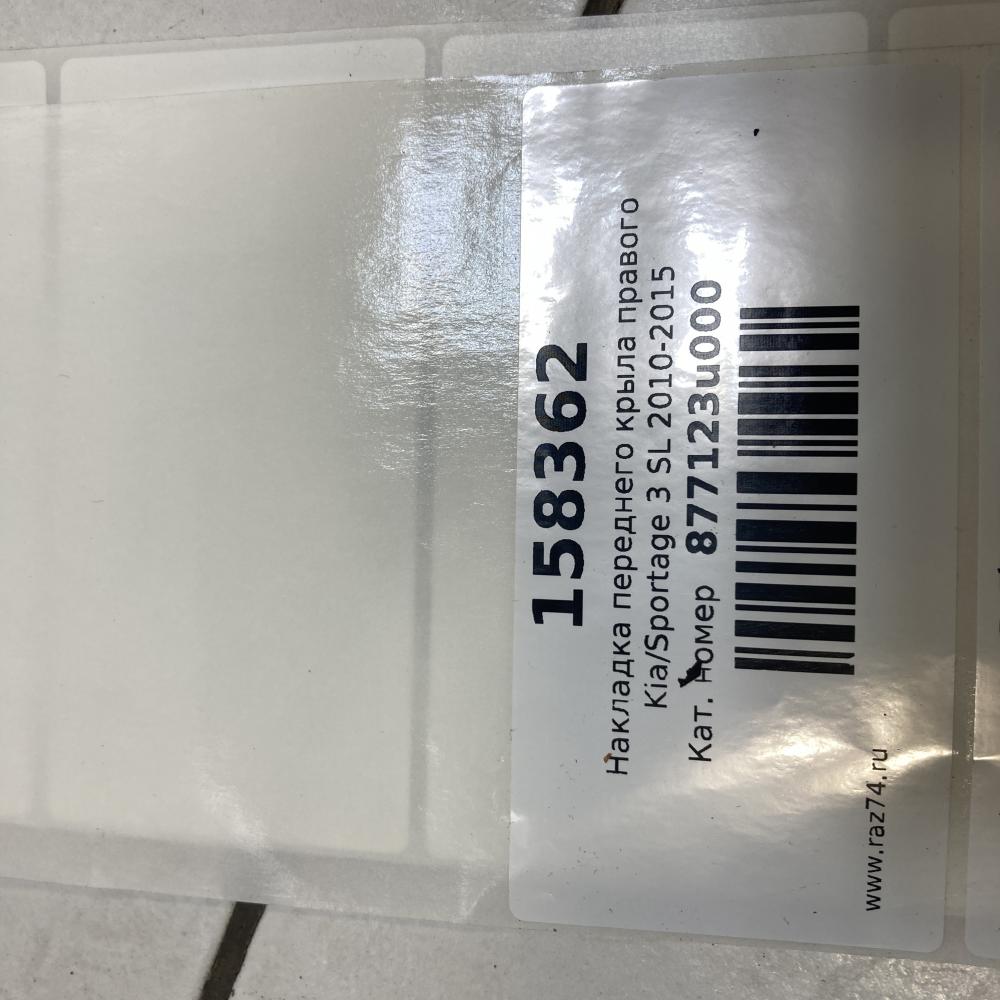 158362
Накладка переднего крыла правого
Kia/Sportage 3 SL 2010-2015
Кат. номер 877123u000
www.raz74.ru